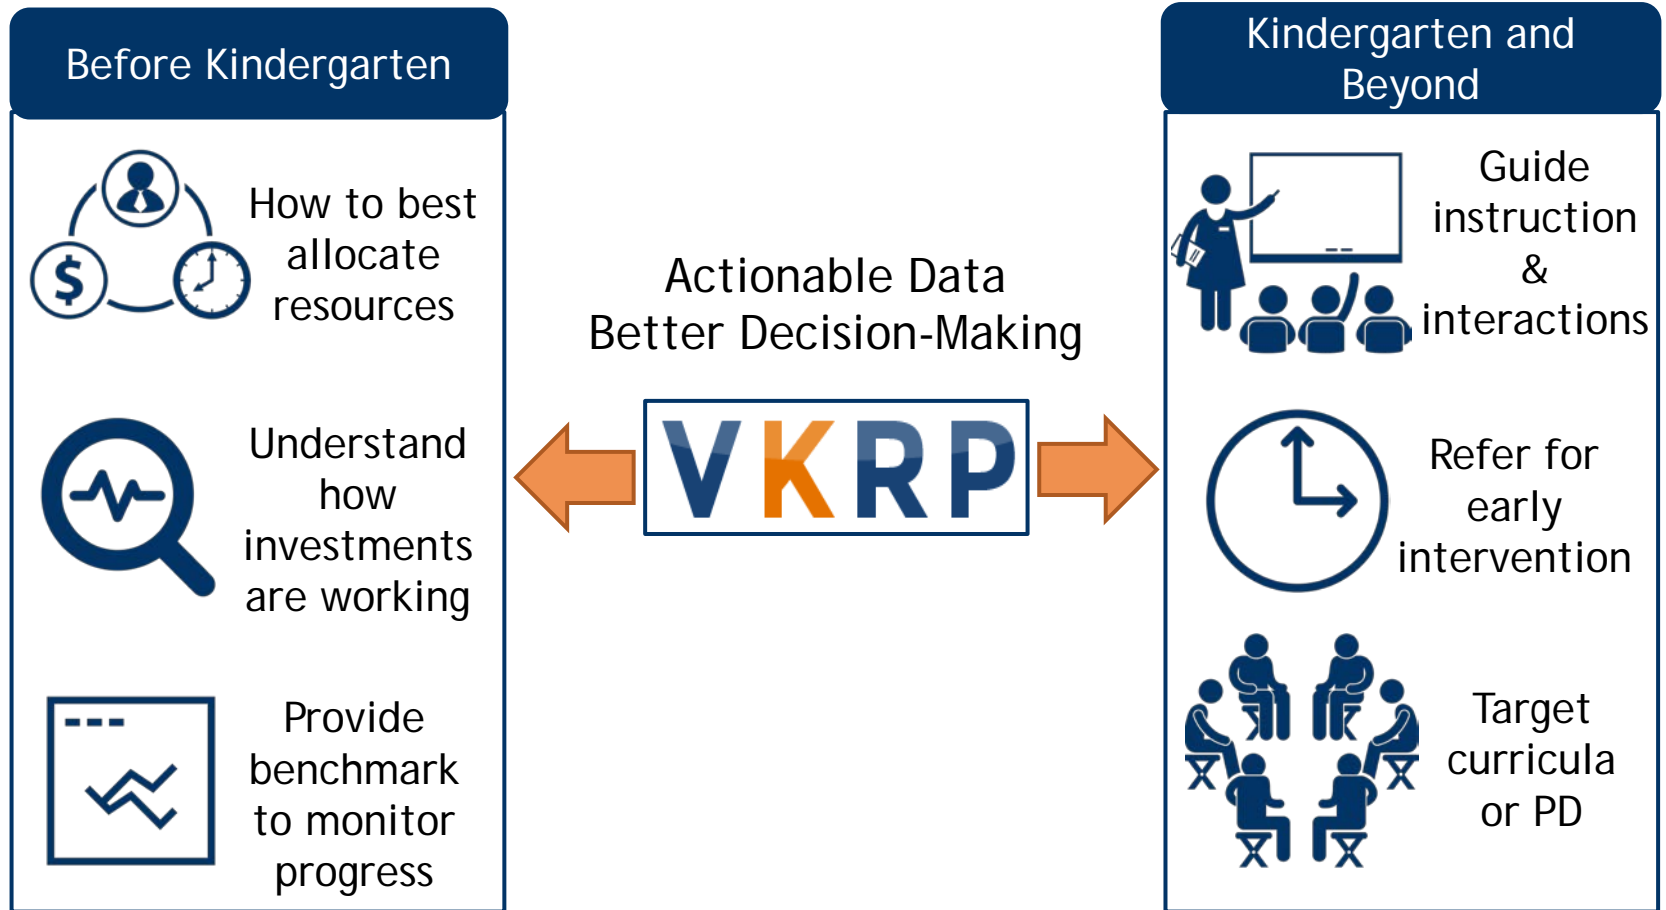 Before Kindergarten
How to best
allocate
resources
$
Understand
how
investments
are working
Provide
benchmark
to monitor
progress
Actionable Data
Better Decision-Making
VKRP
Kindergarten and
Beyond
Guide
instruction
&
interactions
Refer for
early
intervention
Target
curricula
or PD